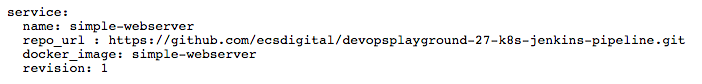 service:
  name: simple-webserver
  repo_url : https://github.com/ecsdigital/devopsplayground-27-k8s-jenkins-pipeline.git
  docker_image: simple-webserver
  revision: 1